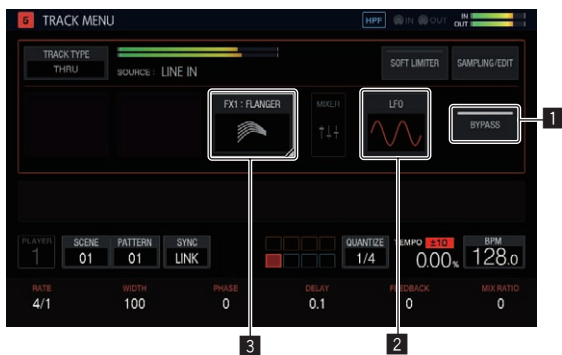 6 TRACK MENU HPF IN OUT IN
OUT
TRACK TYPE
THRU
SOURCE : LINE IN
SOFT LIMITER SAMPLING/EDIT
FX1 : FLANGER MIXER LFO
BYPASS 1
PLAYER SCENE PATTERN SYNC QUANTIZE TEMPO ±10 BPM
1 01 01 LINK 1/4 0.00% 128.0
RATE WIDTH PHASE DELAY FEEDBACK MIX RATIO
4/1 100 0 0.1 0 0
3 2